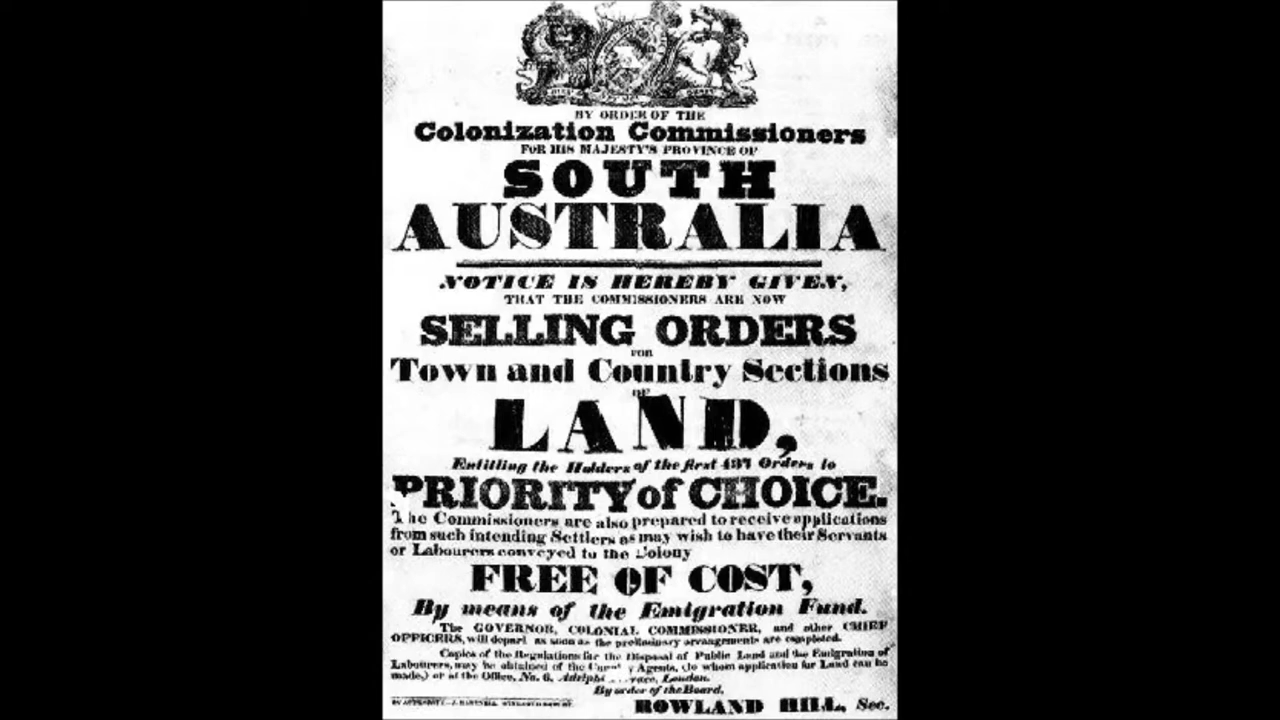 BY ORDER OF THE
Colonization Commissioners
FOR HIS MAJESTY'S PROVINCE OF
SOUTH
AUSTRALIA
NOTICE IS HEREBY GIVEN,
THAT THE COMMISSIONERS ARE NOW
SELLING ORDERS
FOR
Town and Country Sections
OF
LAND,
Entitling the Holders of the first 437 Orders to
PRIORITY of CHOICE.
The Commissioners are also prepared to receive applications
from such intending Settlers as may wish to have their Servants
or Labourers conveyed to the Colony
FREE OF COST,
By means of the Emigration Fund.
The GOVERNOR, COLONIAL COMMISSIONER, and other CHIEF
OFFICERS, will depart as soon as the preliminary arrangements are completed.
Copies of the Regulations for the Disposal of Public Land and the Emigration of
Labourers, may be obtained of the Agents, (to whom application for Land can be
made,) or at the Office, No. 6, London.
By order of the Board,
ROWLAND HILL, Sec.
BY AUTHORITY